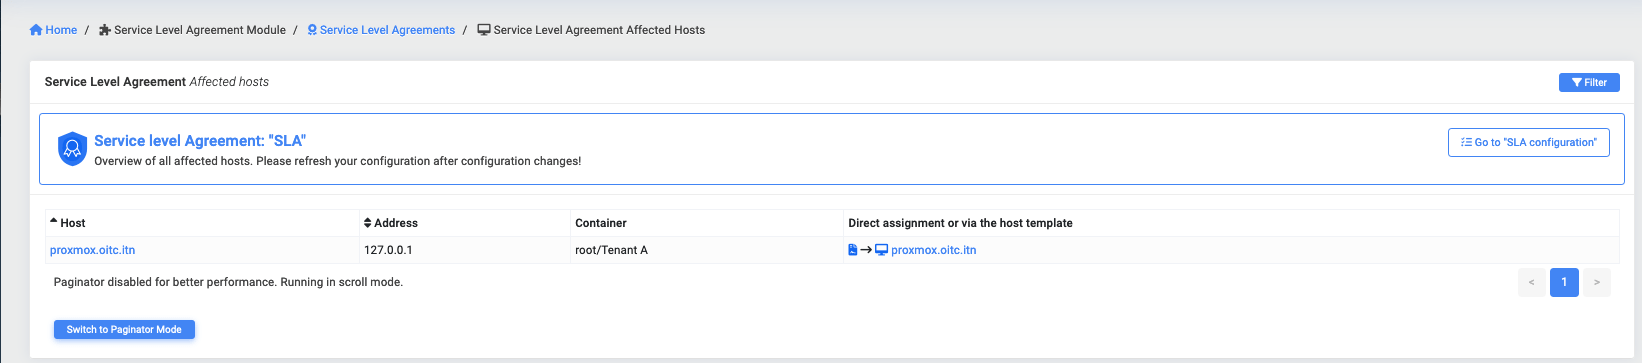 Home / Service Level Agreement Module / Service Level Agreements / Service Level Agreement Affected Hosts
Service Level Agreement Affected hosts
Filter
Service level Agreement: "SLA"
Overview of all affected hosts. Please refresh your configuration after configuration changes!
Go to "SLA configuration"
Host Address Container Direct assignment or via the host template
proxmox.oitc.itn 127.0.0.1 root/Tenant A proxmox.oitc.itn
Paginator disabled for better performance. Running in scroll mode.
< 1 >
Switch to Paginator Mode